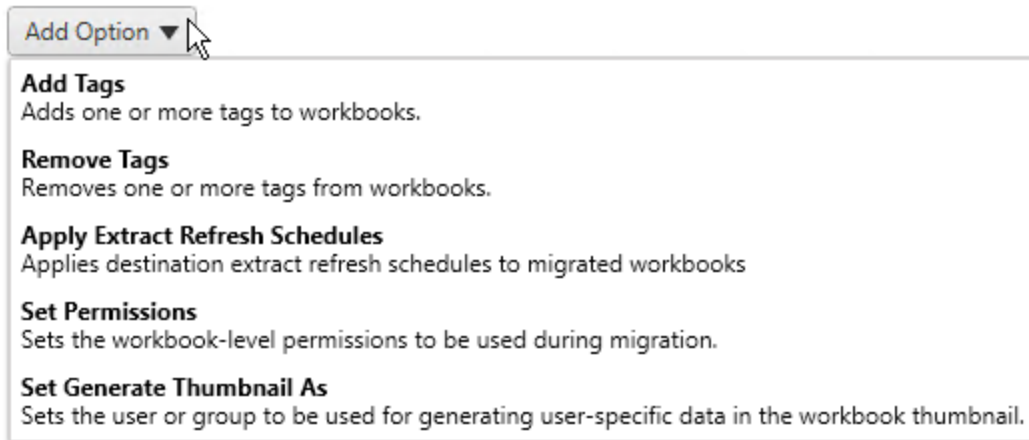 Add Option
Add Tags
Adds one or more tags to workbooks.
Remove Tags
Removes one or more tags from workbooks.
Apply Extract Refresh Schedules
Applies destination extract refresh schedules to migrated workbooks
Set Permissions
Sets the workbook-level permissions to be used during migration.
Set Generate Thumbnail As
Sets the user or group to be used for generating user-specific data in the workbook thumbnail.